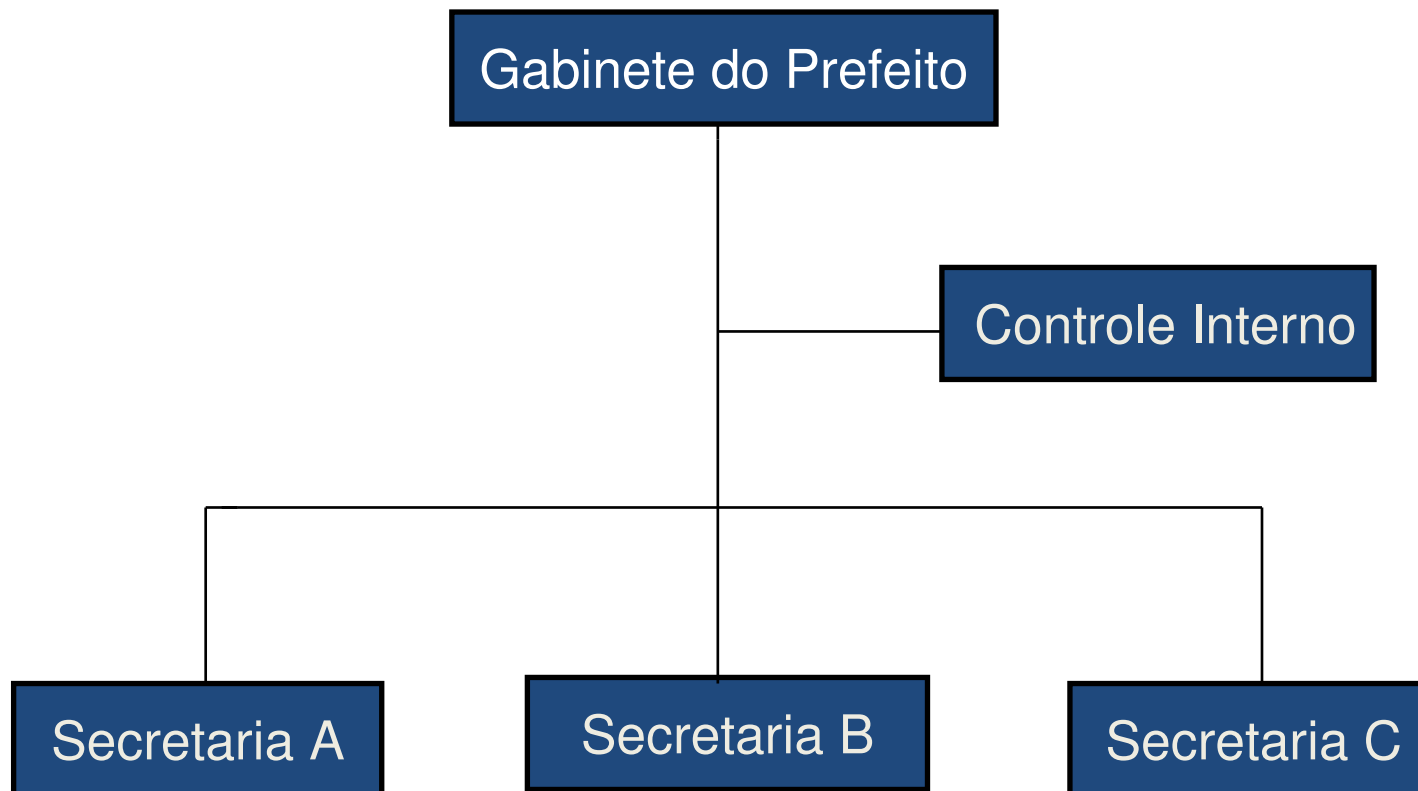 Gabinete do Prefeito
Controle Interno
Secretaria A
Secretaria B
Secretaria C